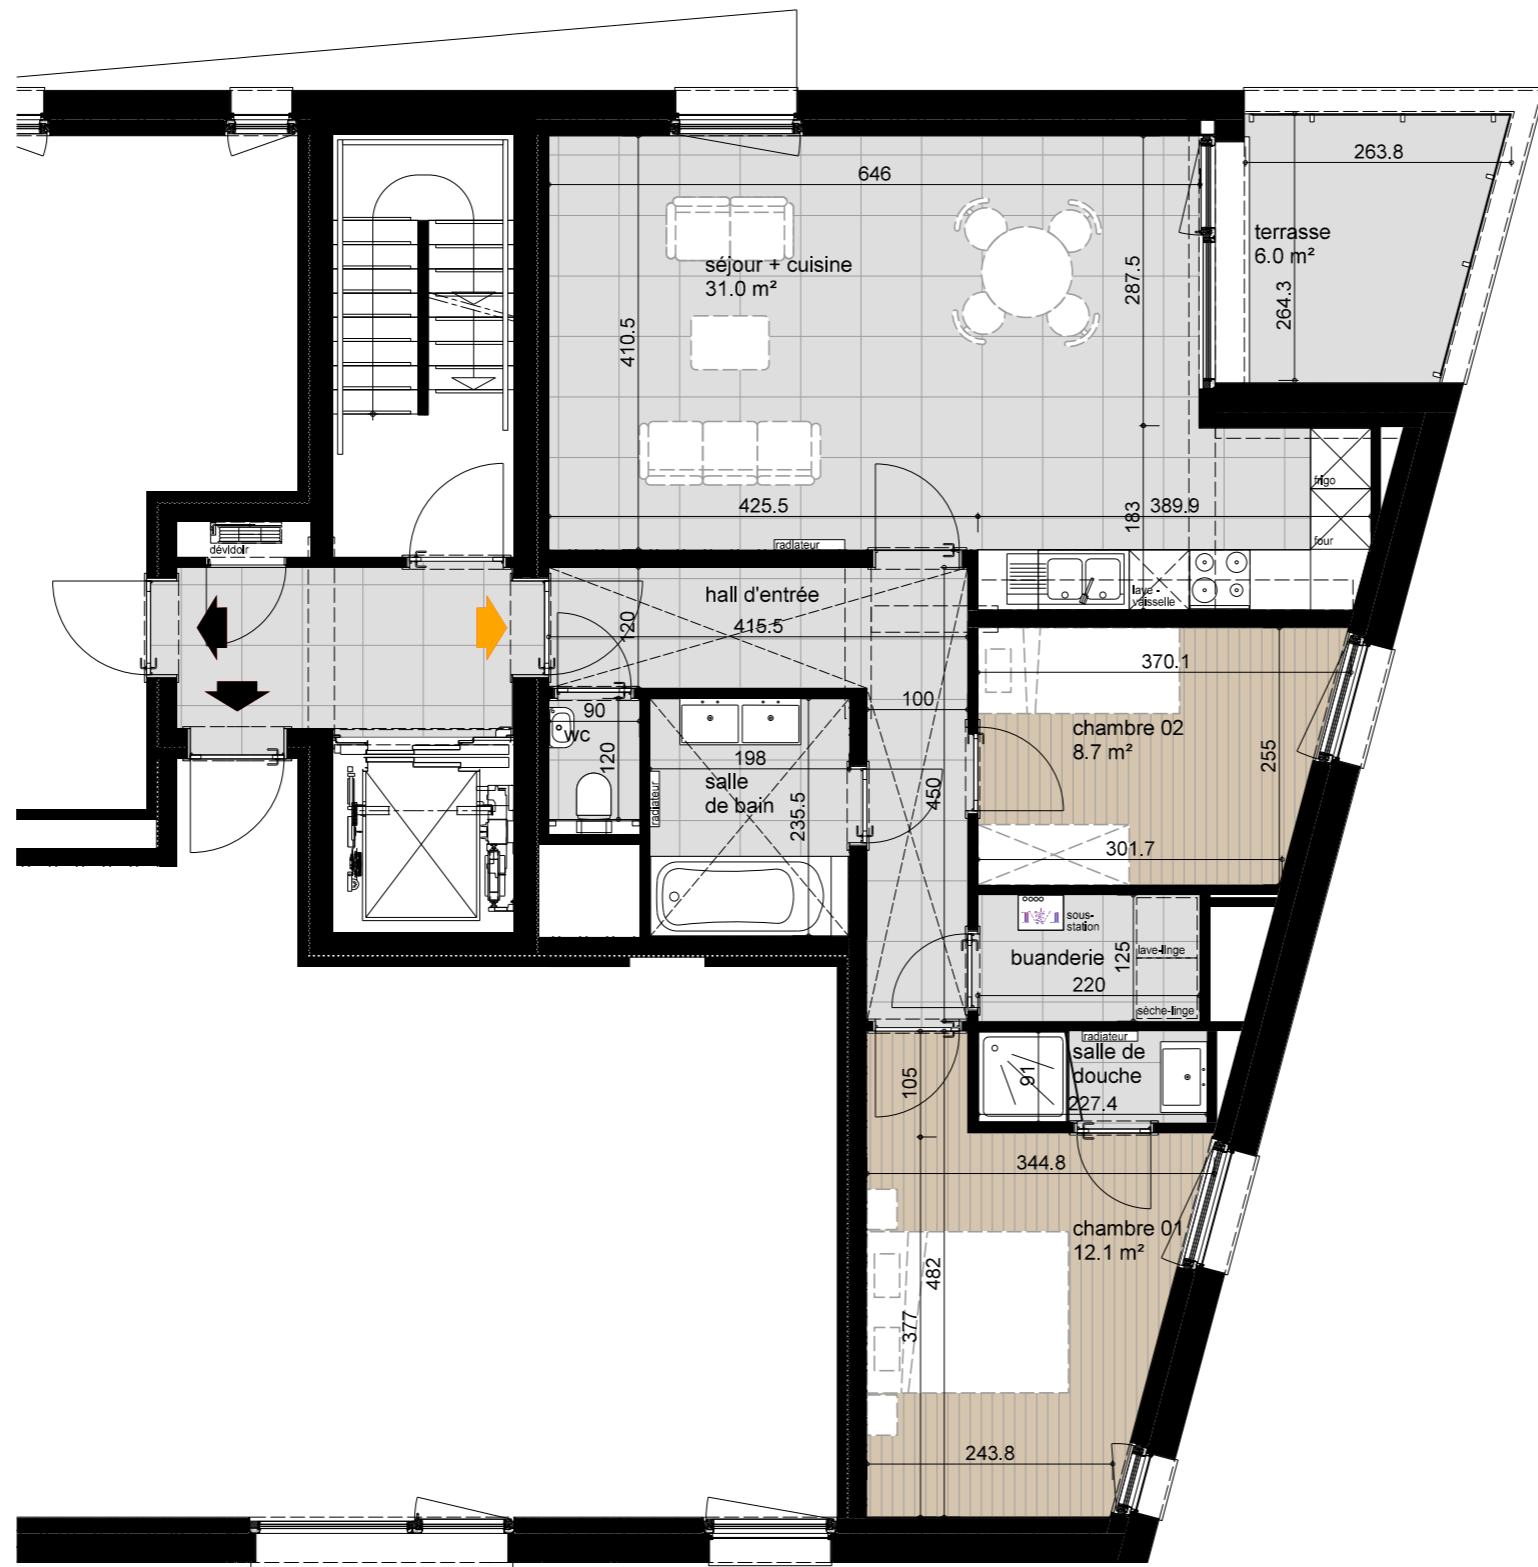 263.8
646
terrasse
6.0 m²
séjour + cuisine
31.0 m²
287.5
264.3
410.5
frigo
425.5
183
389.9
four
radiateur
dévidoir
hall d'entrée
lave -
vaisselle
120
415.5
370.1
100
90
wc
120
198
salle
de bain
radiateur
235.5
450
chambre 02
8.7 m²
255
301.7
sous-
station
buanderie
125
lave-linge
220
sèche-linge
radiateur
salle de
douche
91
105
227.4
344.8
chambre 01
12.1 m²
482
377
243.8